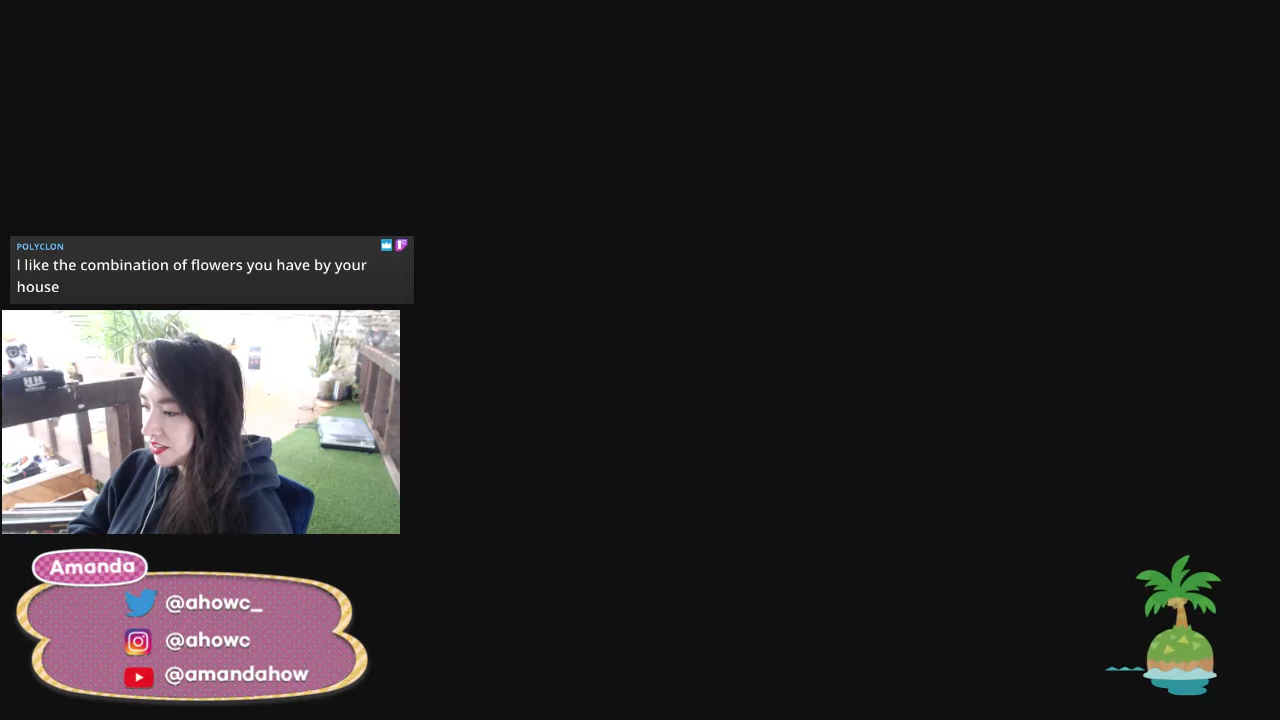 POLYCLON
I like the combination of flowers you have by your
house
Amanda
@ahowc_
@ahowc
@amandahow